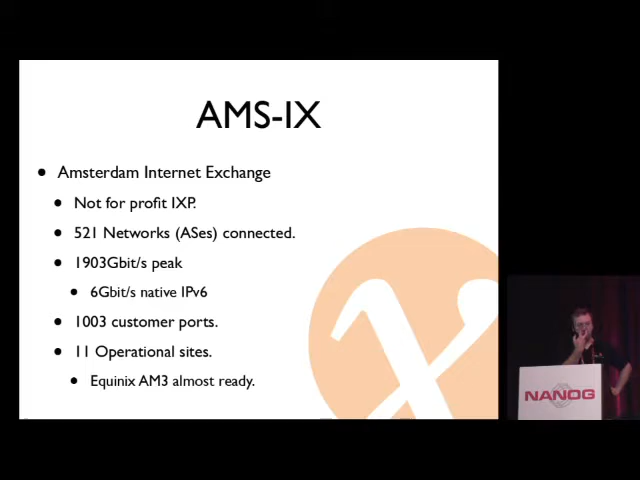 AMS-IX
• Amsterdam Internet Exchange
• Not for profit IXP.
• 521 Networks (ASes) connected.
• 1903Gbit/s peak
• 6Gbit/s native IPv6
• 1003 customer ports.
• 11 Operational sites.
• Equinix AM3 almost ready.
NANOG